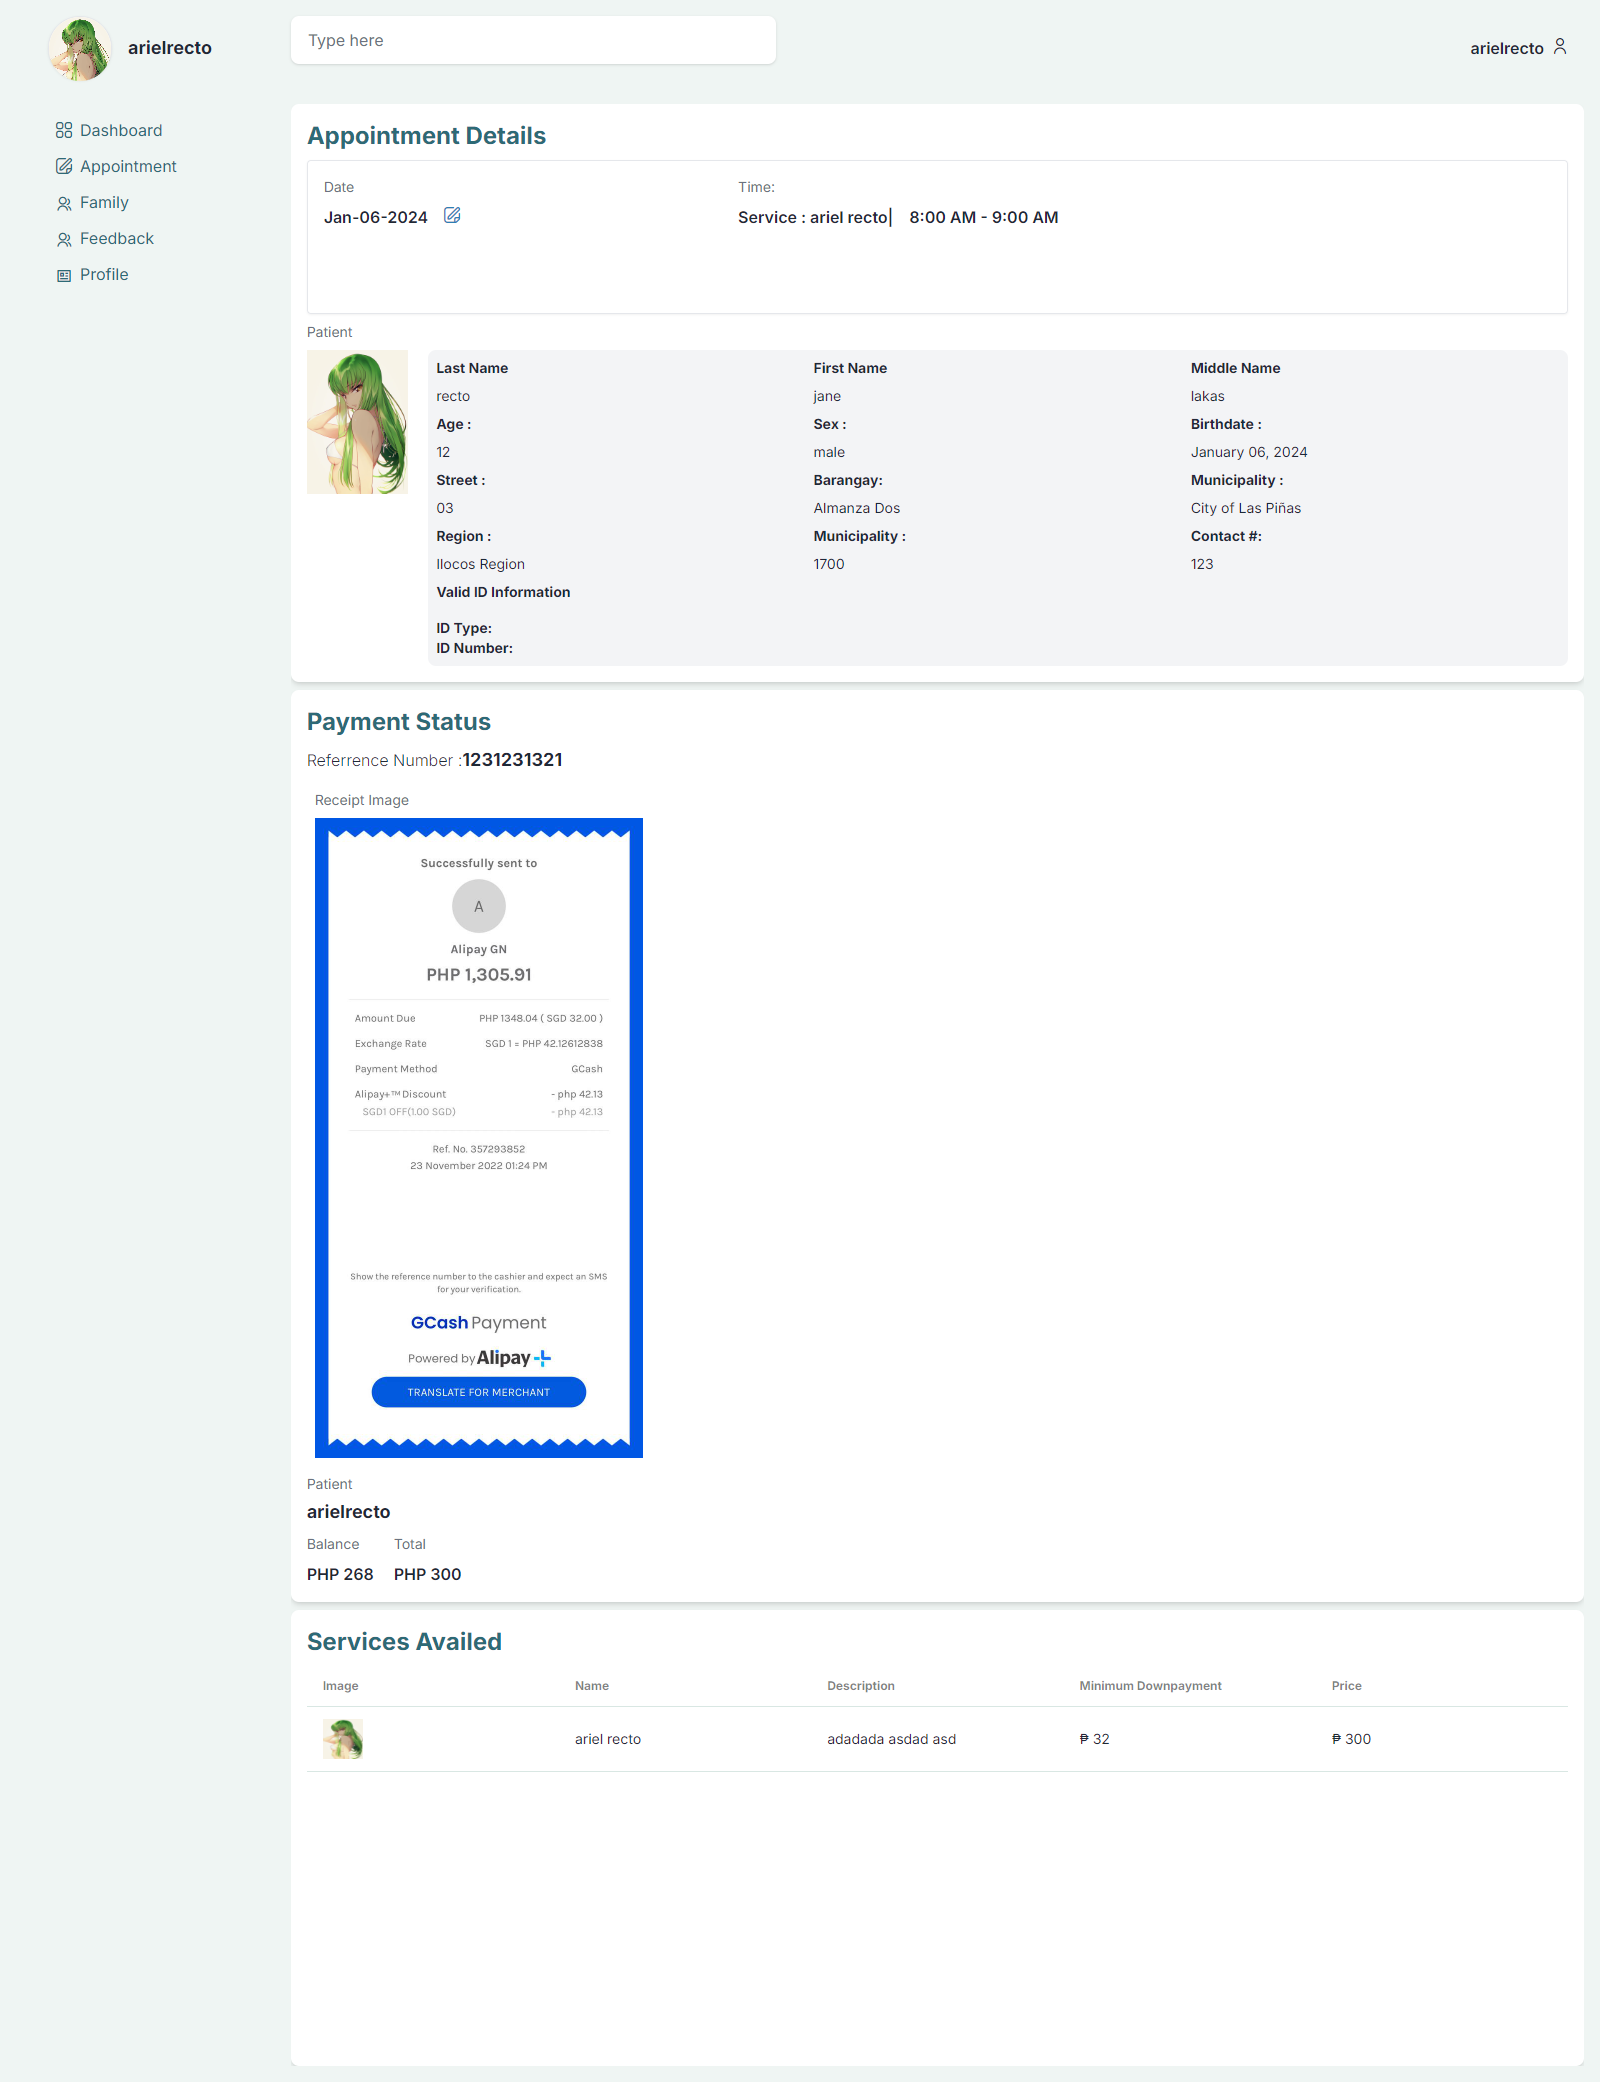 arielrecto
Type here
arielrecto
Dashboard
Appointment
Family
Feedback
Profile
Appointment Details
Date Time:
Jan-06-2024 Service : ariel recto| 8:00 AM - 9:00 AM
Patient
Last Name First Name Middle Name
recto jane lakas
Age : Sex : Birthdate :
12 male January 06, 2024
Street : Barangay: Municipality :
03 Almanza Dos City of Las Piñas
Region : Municipality : Contact #:
Ilocos Region 1700 123
Valid ID Information
ID Type:
ID Number:
Payment Status
Referrence Number :1231231321
Receipt Image
Successfully sent to
A
Alipay GN
PHP 1,305.91
Amount Due PHP 1348.04 ( SGD 32.00 )
Exchange Rate SGD 1 = PHP 42.12612838
Payment Method GCash
Alipay+™ Discount - php 42.13
SGD1 OFF(1.00 SGD) - php 42.13
Ref. No. 357293852
23 November 2022 01:24 PM
Show the reference number to the cashier and expect an SMS
for your verification.
GCash Payment
Powered by Alipay+
TRANSLATE FOR MERCHANT
Patient
arielrecto
Balance Total
PHP 268 PHP 300
Services Availed
Image Name Description Minimum Downpayment Price
ariel recto adadada asdad asd ₱ 32 ₱ 300